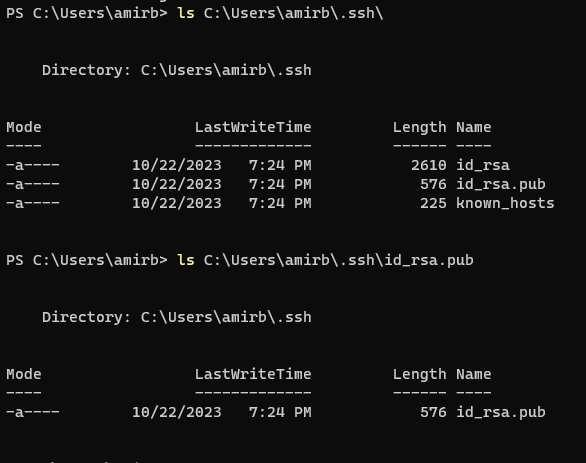 PS C:\Users\amirb> ls C:\Users\amirb\.ssh\
Directory: C:\Users\amirb\.ssh
Mode LastWriteTime Length Name
---- ------------- ------ ----
-a---- 10/22/2023 7:24 PM 2610 id_rsa
-a---- 10/22/2023 7:24 PM 576 id_rsa.pub
-a---- 10/22/2023 7:24 PM 225 known_hosts
PS C:\Users\amirb> ls C:\Users\amirb\.ssh\id_rsa.pub
Directory: C:\Users\amirb\.ssh
Mode LastWriteTime Length Name
---- ------------- ------ ----
-a---- 10/22/2023 7:24 PM 576 id_rsa.pub